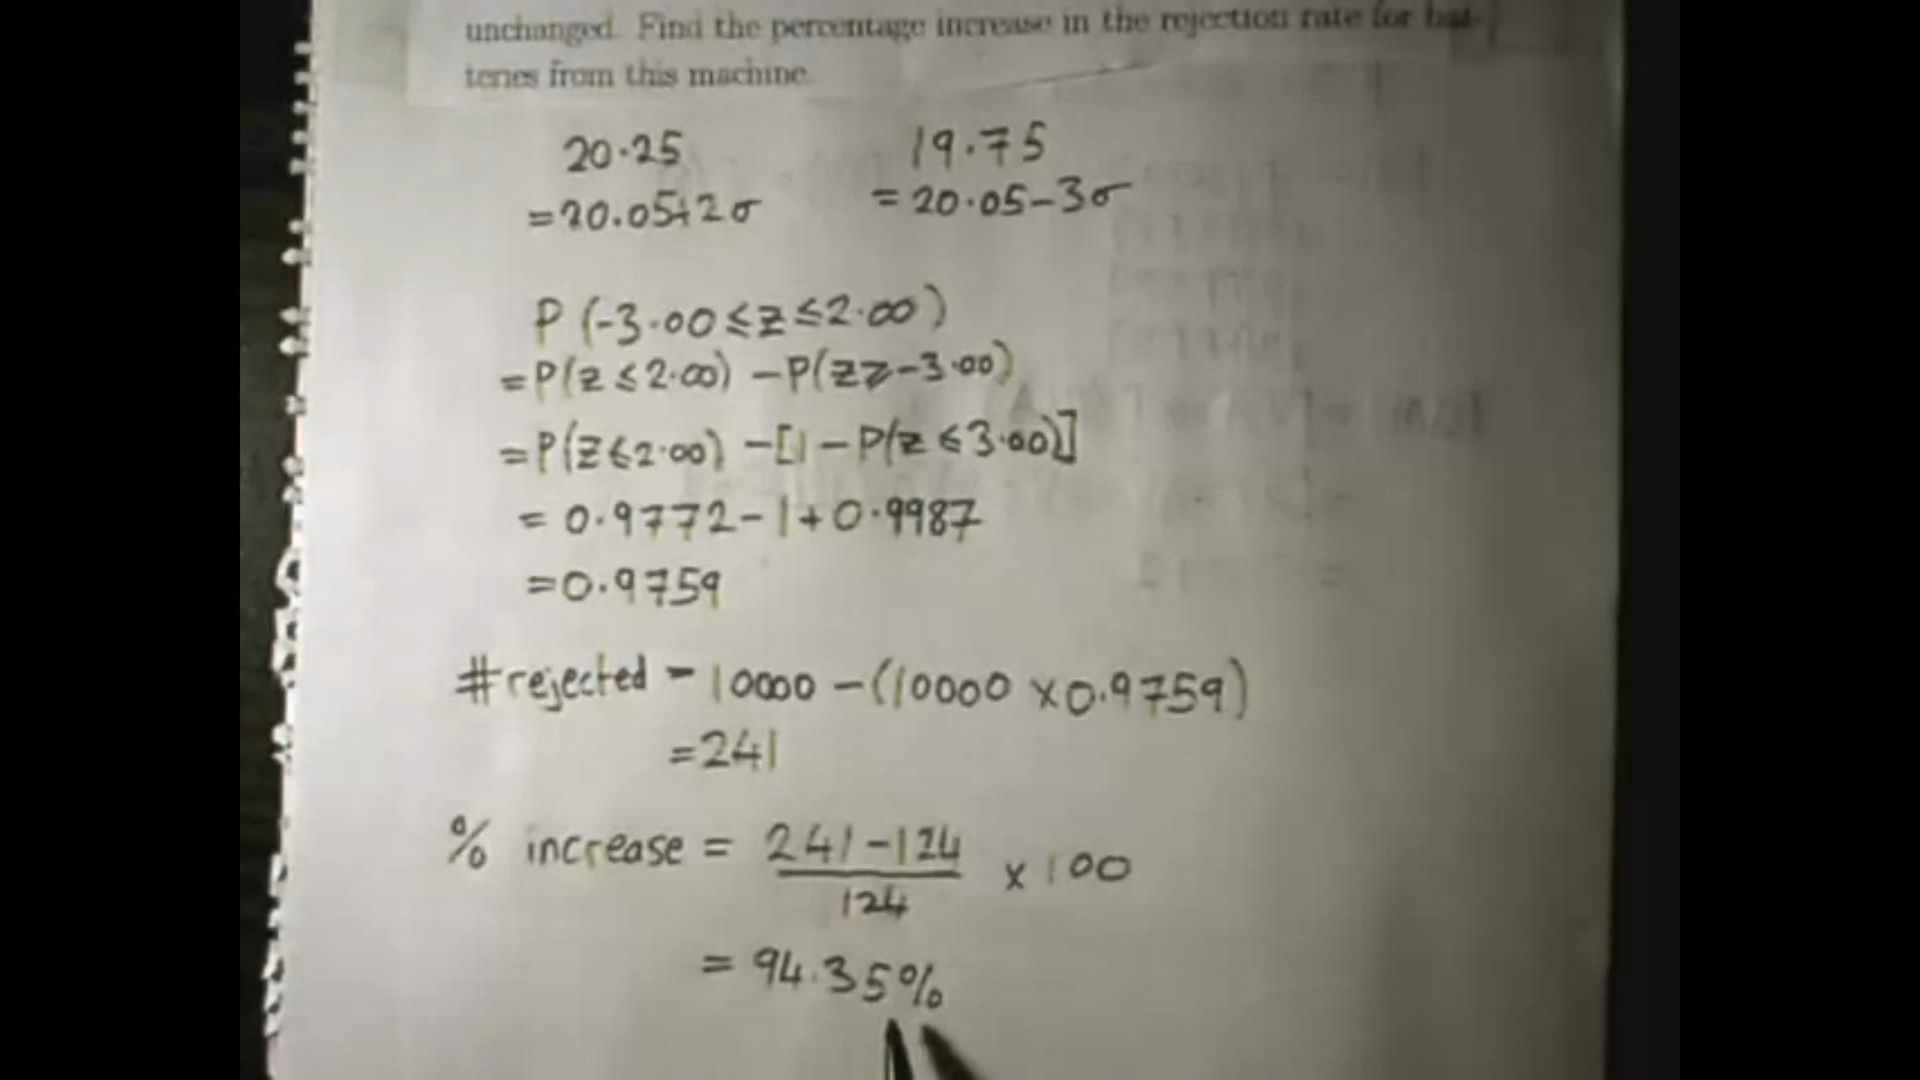 unchanged. Find the percentage increase in the rejection rate for bat-
teries from this machine.
20.25 19.75
=20.05+2σ =20.05-3σ
P(-3.00≤z≤2.00)
=P(z≤2.00) -P(z≥-3.00)
=P(z≤2.00) -[1-P(z≤3.00)]
=0.9772-1+0.9987
=0.9759
#rejected - 10000-(10000×0.9759)
=241
% increase = 241-124
124
× 100
= 94.35%